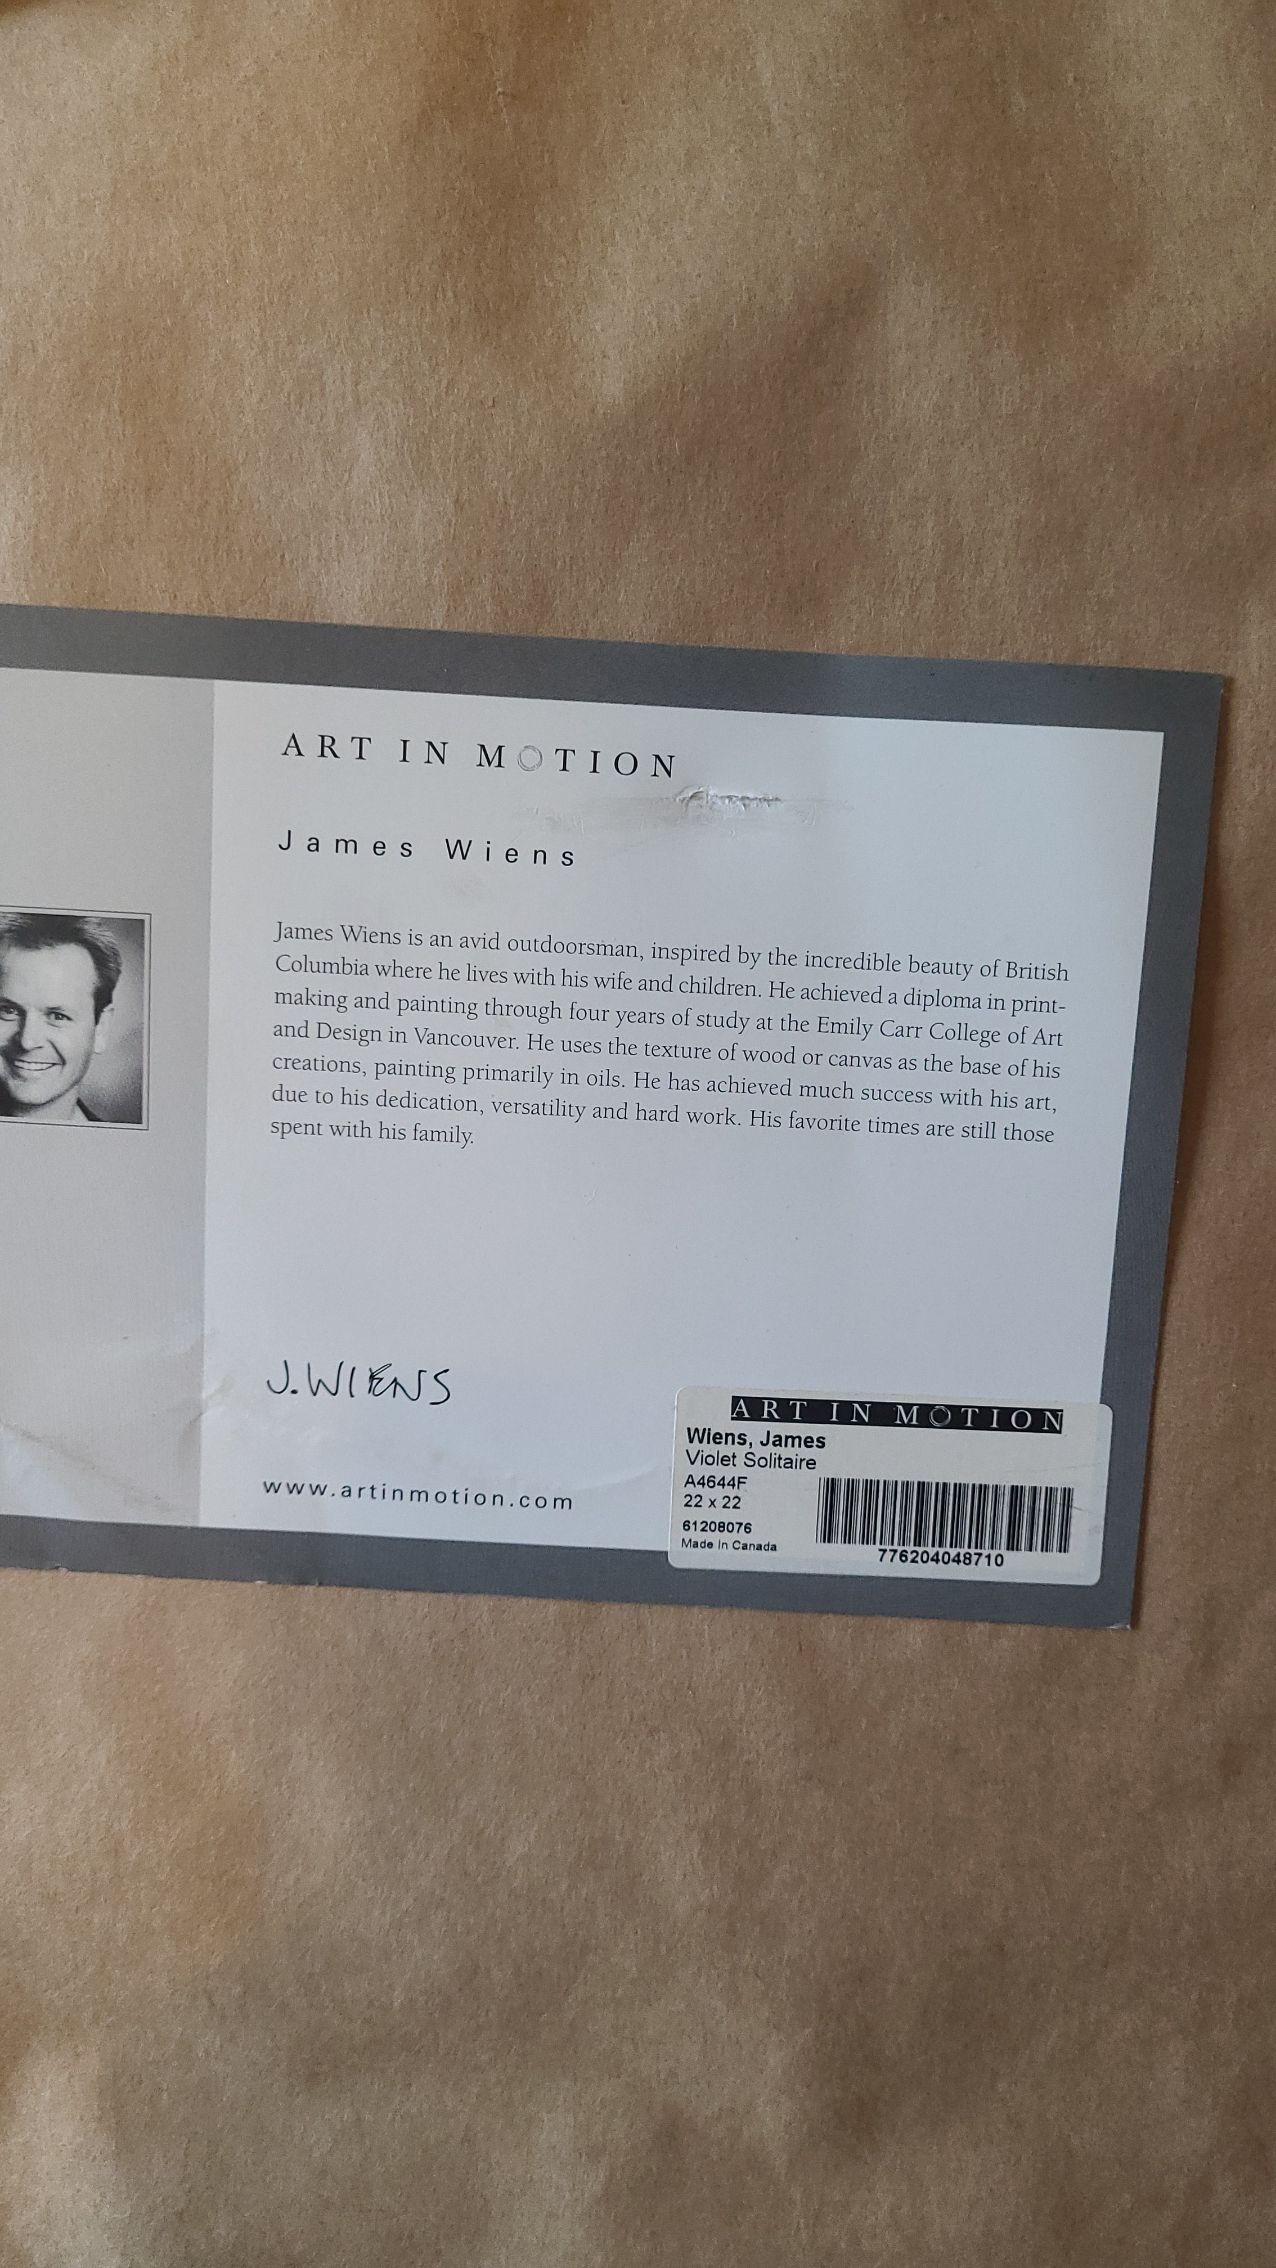 ART IN MOTION
James Wiens
James Wiens is an avid outdoorsman, inspired by the incredible beauty of British
Columbia where he lives with his wife and children. He achieved a diploma in print-
making and painting through four years of study at the Emily Carr College of Art
and Design in Vancouver. He uses the texture of wood or canvas as the base of his
creations, painting primarily in oils. He has achieved much success with his art,
due to his dedication, versatility and hard work. His favorite times are still those
spent with his family.
J. WIENS
www.artinmotion.com
ART IN MOTION
Wiens, James
Violet Solitaire
A4644F
22 x 22
61208076
Made In Canada
776204048710